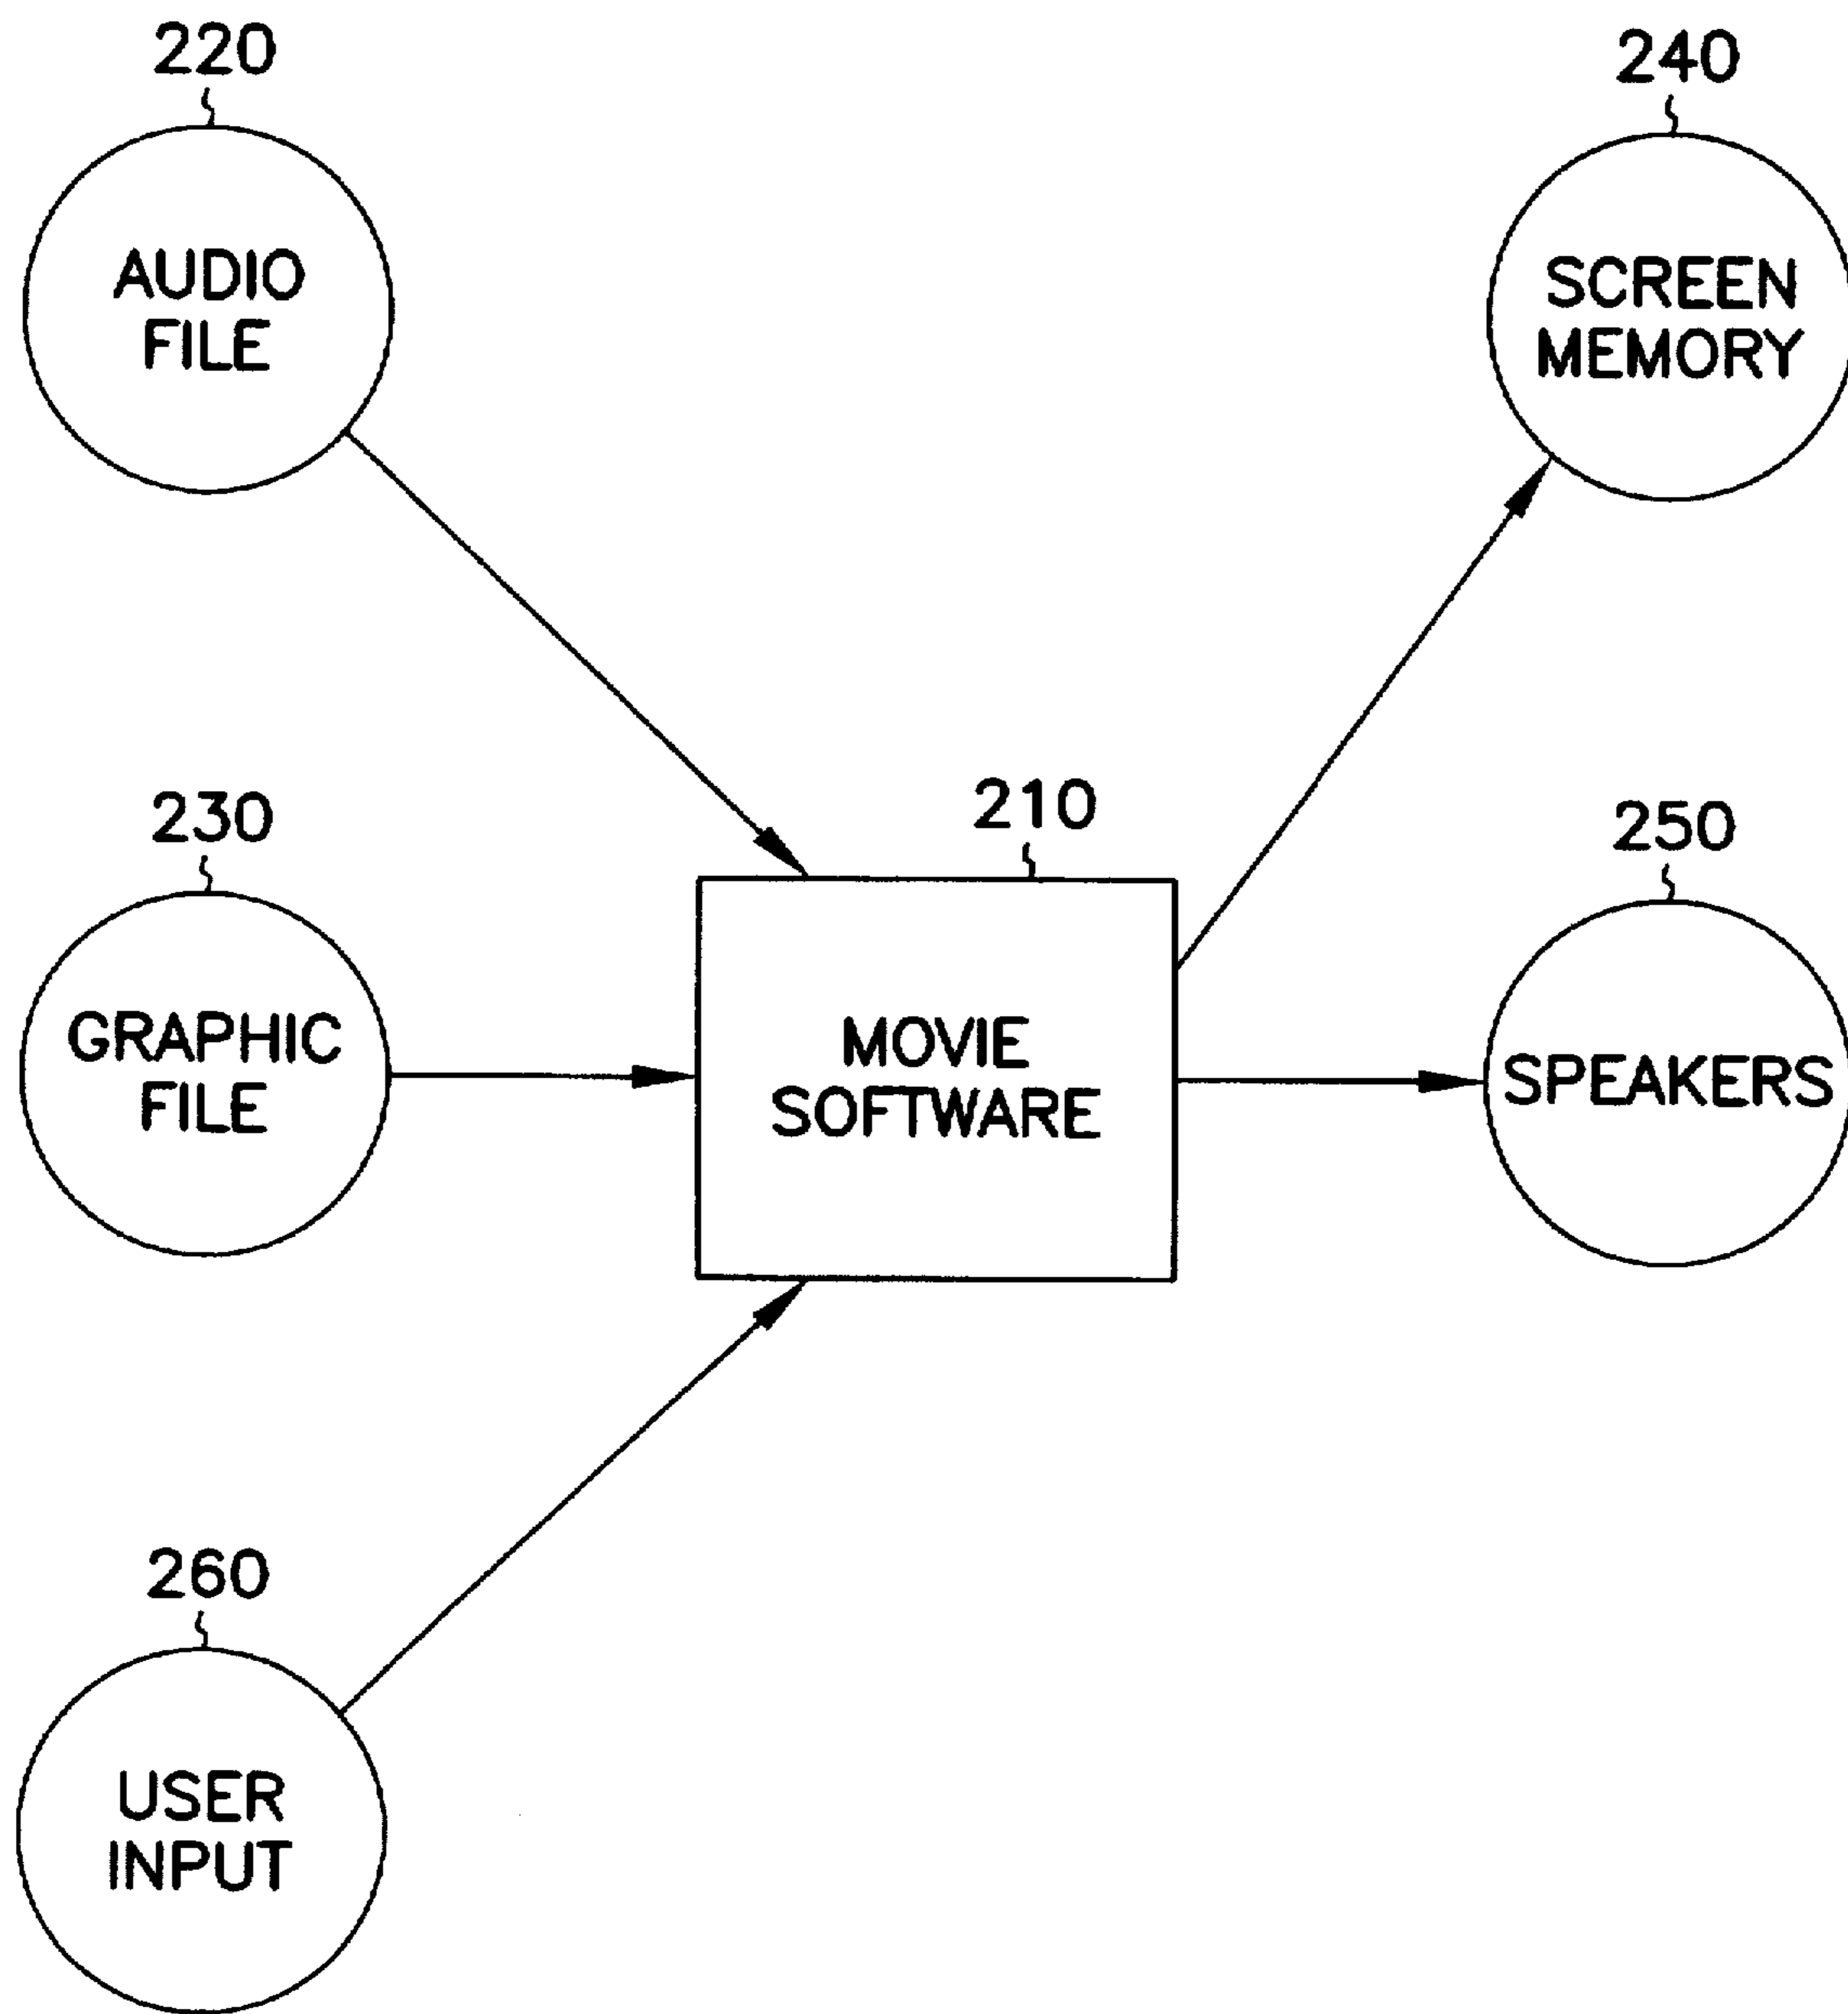 220
AUDIO
FILE
240
SCREEN
MEMORY
230
GRAPHIC
FILE
210
MOVIE
SOFTWARE
250
SPEAKERS
260
USER
INPUT